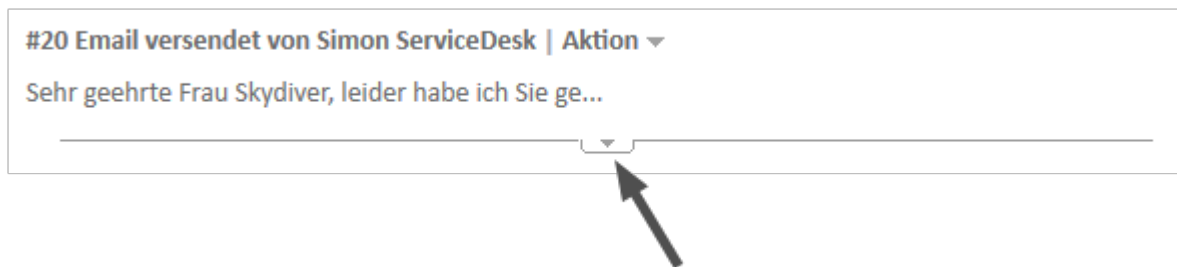 #20 Email versendet von Simon ServiceDesk | Aktion
Sehr geehrte Frau Skydiver, leider habe ich Sie ge...